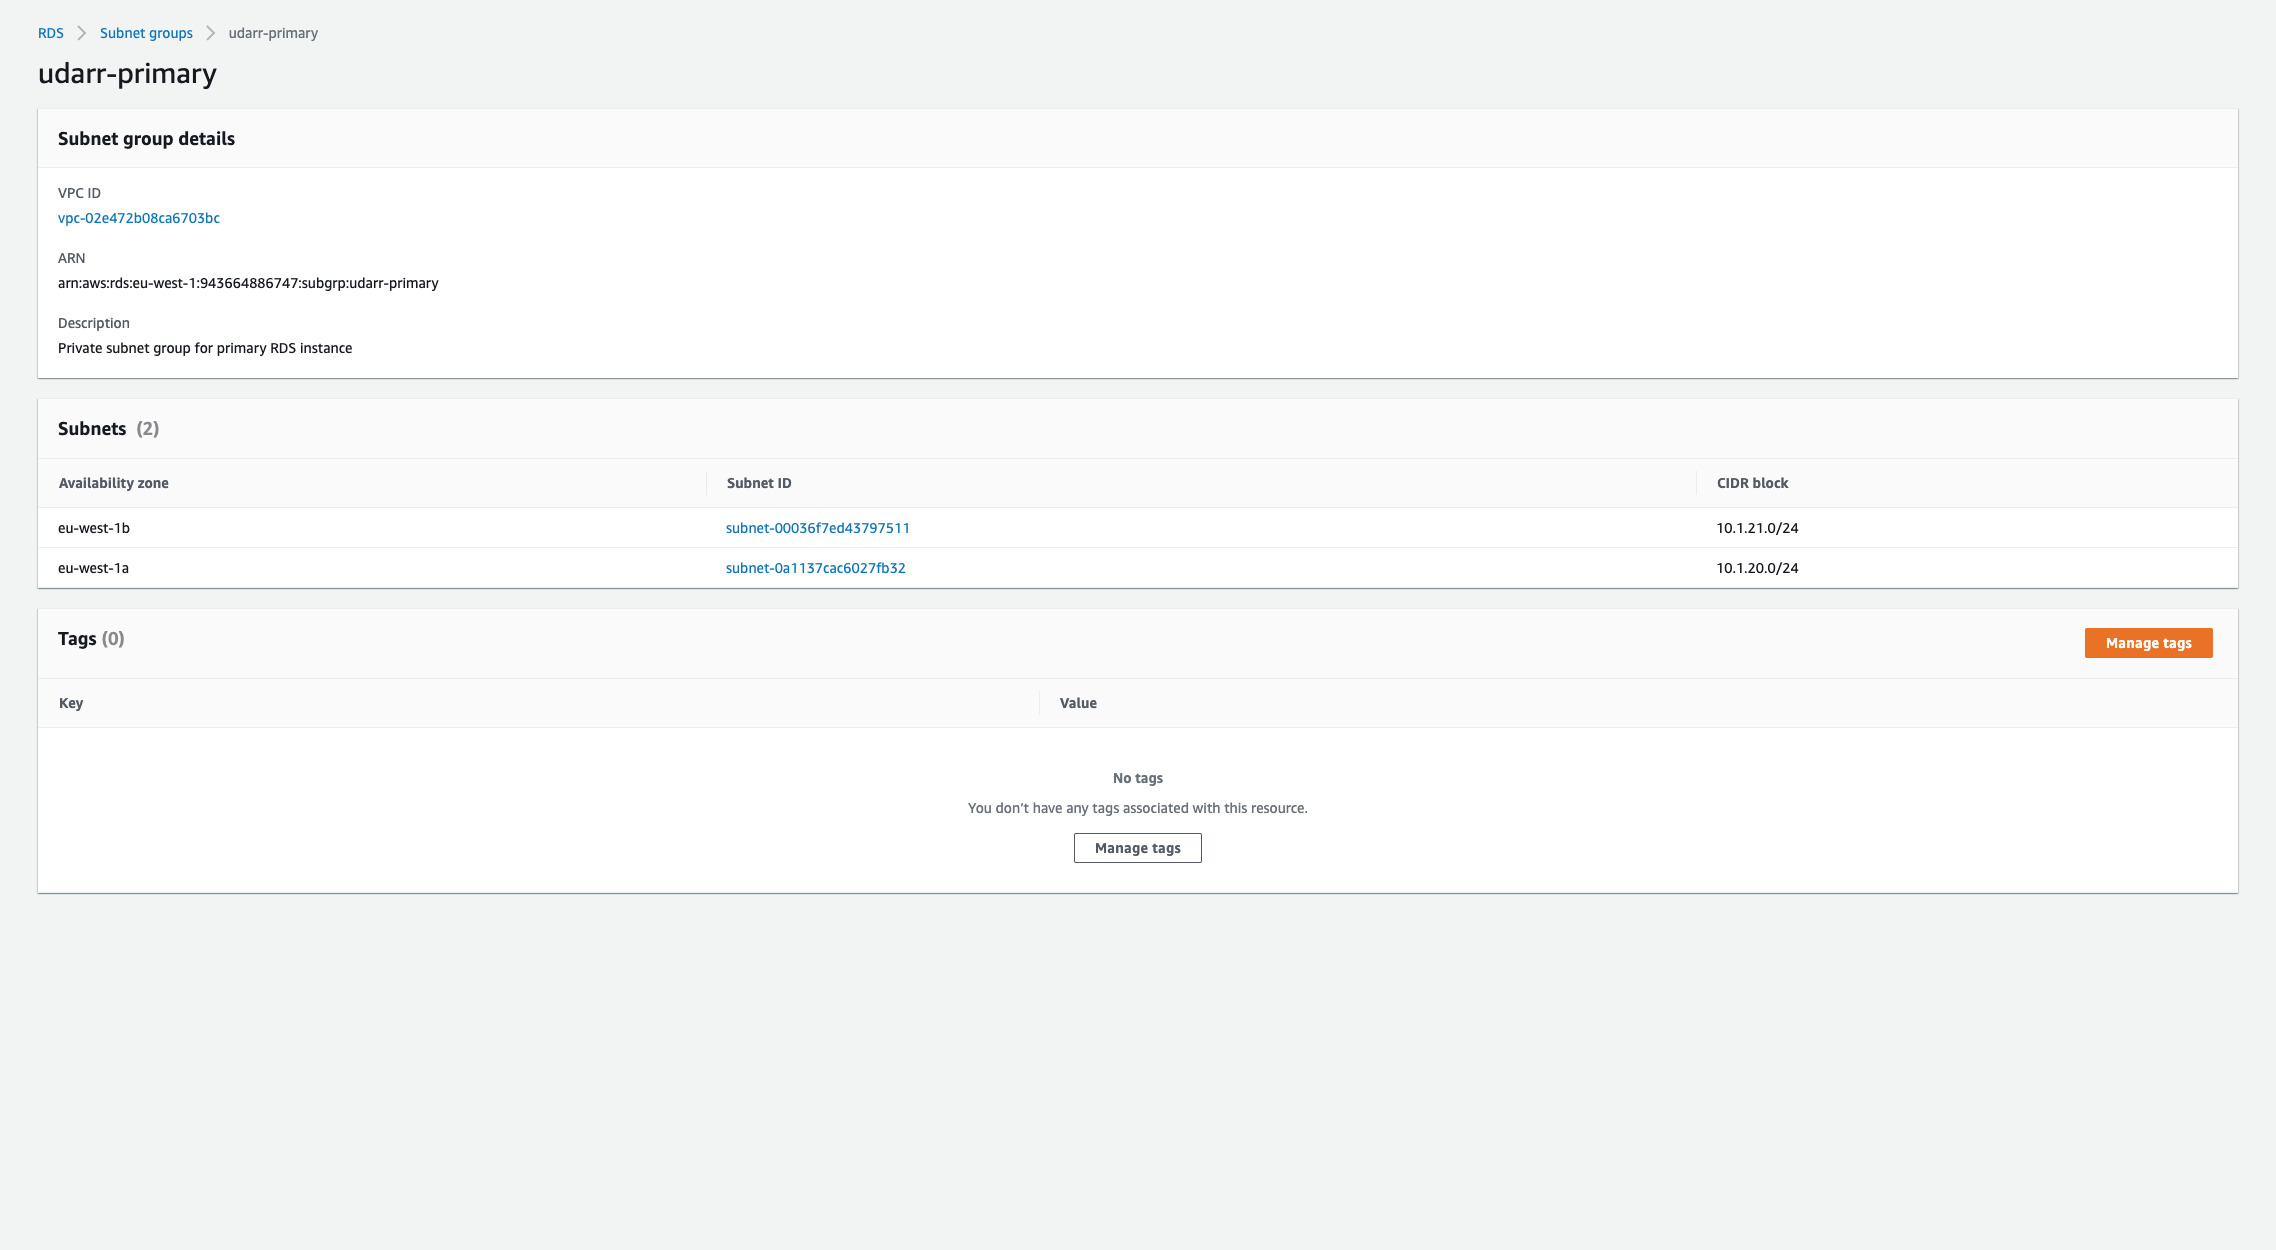 RDS > Subnet groups > udarr-primary
udarr-primary
Subnet group details
VPC ID
vpc-02e472b08ca6703bc
ARN
arn:aws:rds:eu-west-1:943664886747:subgrp:udarr-primary
Description
Private subnet group for primary RDS instance
Subnets (2)
Availability zone Subnet ID CIDR block
eu-west-1b subnet-00036f7ed43797511 10.1.21.0/24
eu-west-1a subnet-0a1137cac6027fb32 10.1.20.0/24
Tags (0) Manage tags
Key Value
No tags
You don't have any tags associated with this resource.
Manage tags